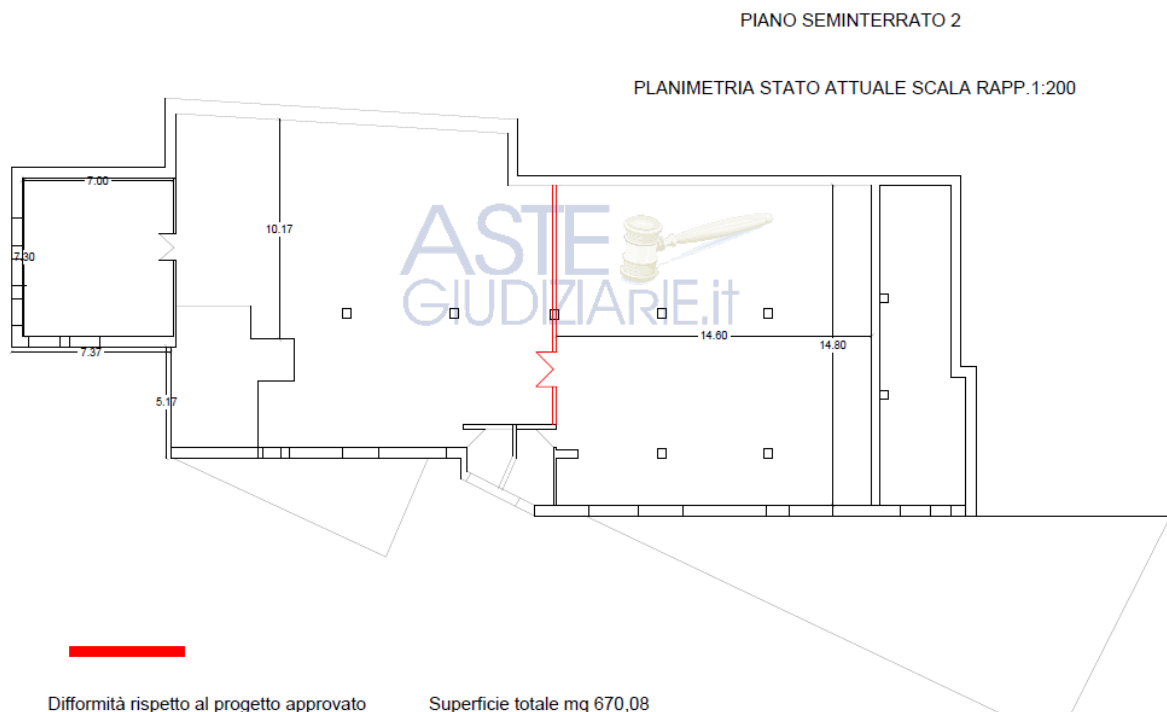 PIANO SEMINTERRATO 2
PLANIMETRIA STATO ATTUALE SCALA RAPP.1:200
7.00
10.17
7.30
ASTE
GIUDIZIARIE.it
14.60
14.80
7.37
5.17
Difformità rispetto al progetto approvato
Superficie totale mq 670,08